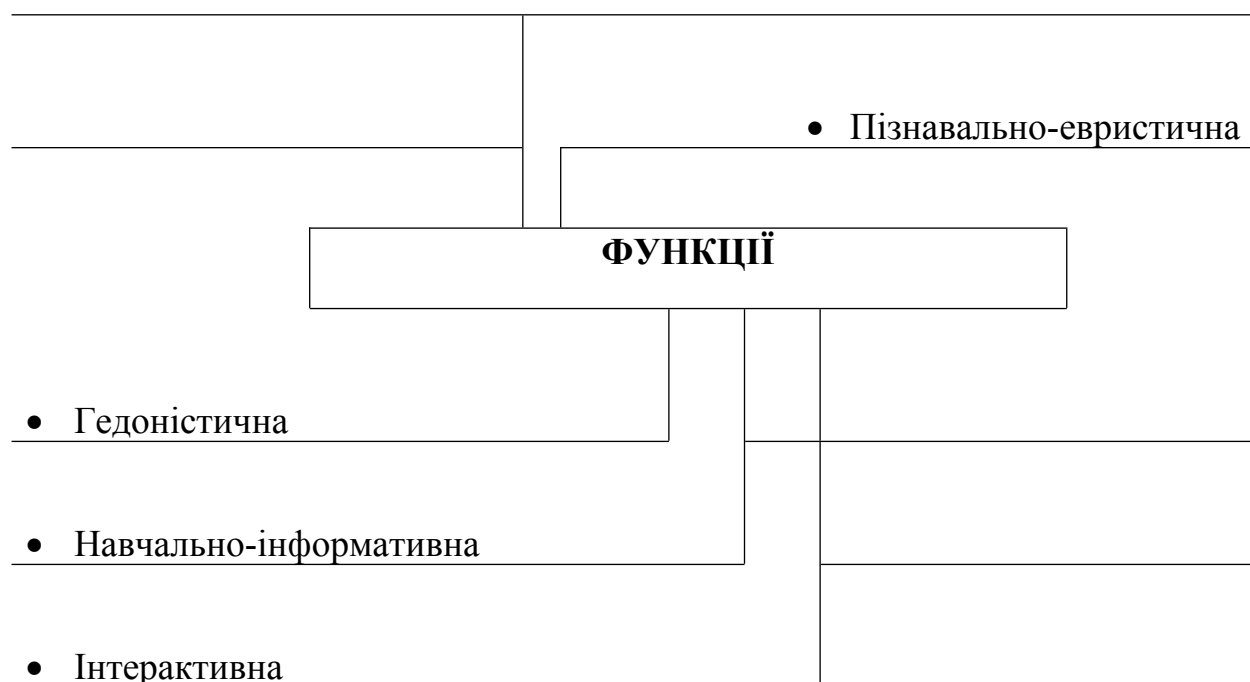 • Пізнавально-евристична
ФУНКЦІЇ
• Гедоністична
• Навчально-інформативна
• Інтерактивна